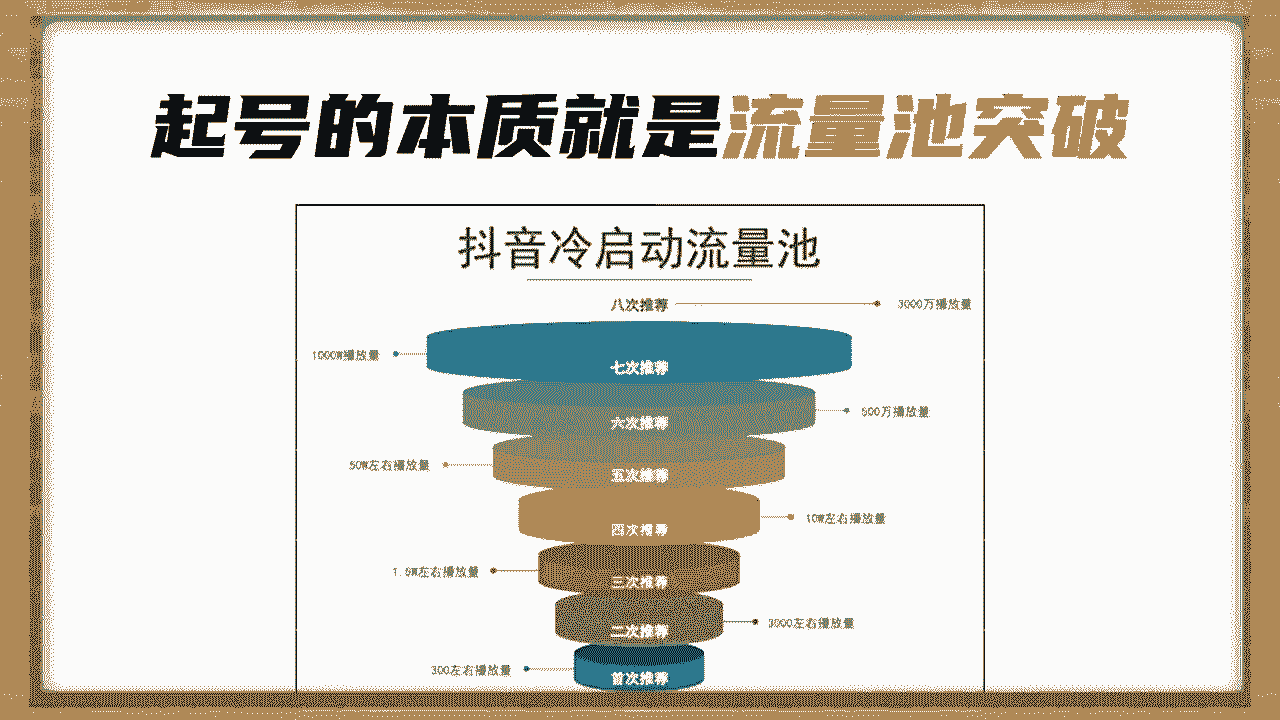 起号的本质就是流量池突破
抖音冷启动流量池
八次推荐
3000万播放量
1000W播放量
七次推荐
六次推荐
500万播放量
50W左右播放量
五次推荐
四次推荐
10W左右播放量
1.5W左右播放量
三次推荐
二次推荐
3000左右播放量
300左右播放量
首次推荐